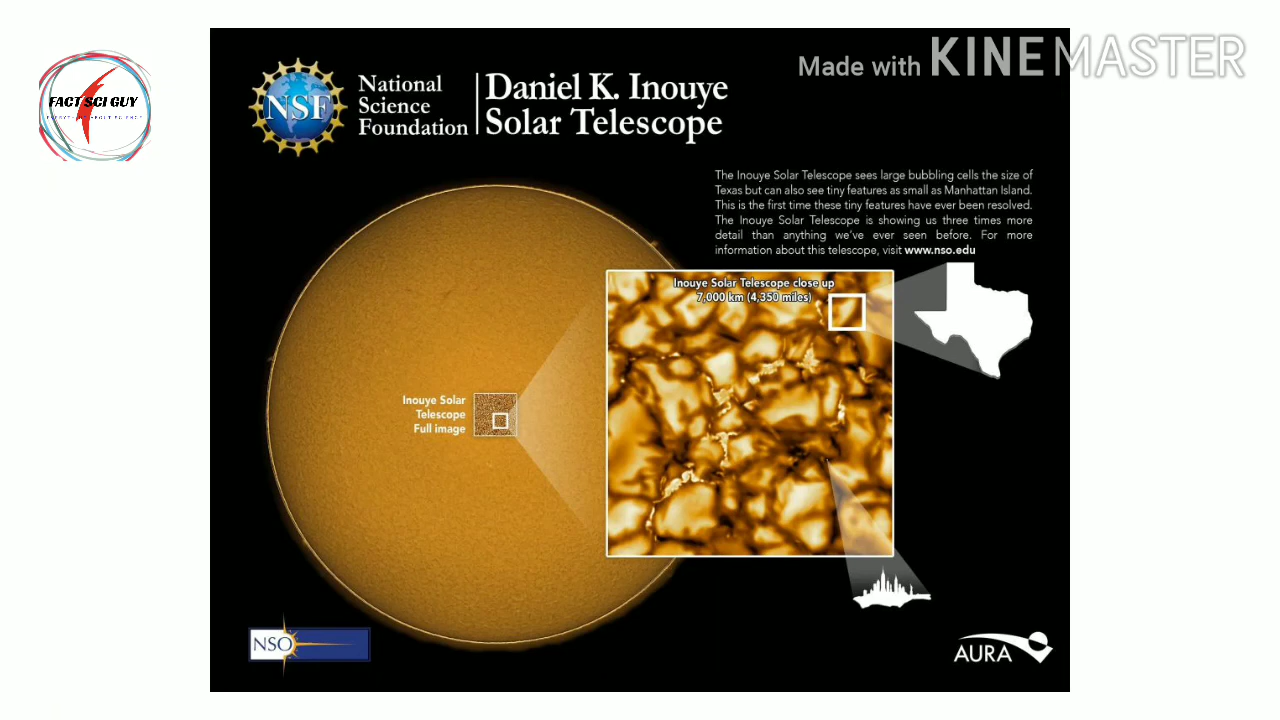 FACT SCI GUY
EVERYTHING ABOUT SCIENCE
Made with KINEMASTER
NSF
National
Science
Foundation
Daniel K. Inouye
Solar Telescope
The Inouye Solar Telescope sees large bubbling cells the size of
Texas but can also see tiny features as small as Manhattan Island.
This is the first time these tiny features have ever been resolved.
The Inouye Solar Telescope is showing us three times more
detail than anything we've ever seen before. For more
information about this telescope, visit www.nso.edu
Inouye Solar Telescope close up
7,000 km (4,350 miles)
Inouye Solar
Telescope
Full image
NSO
AURA